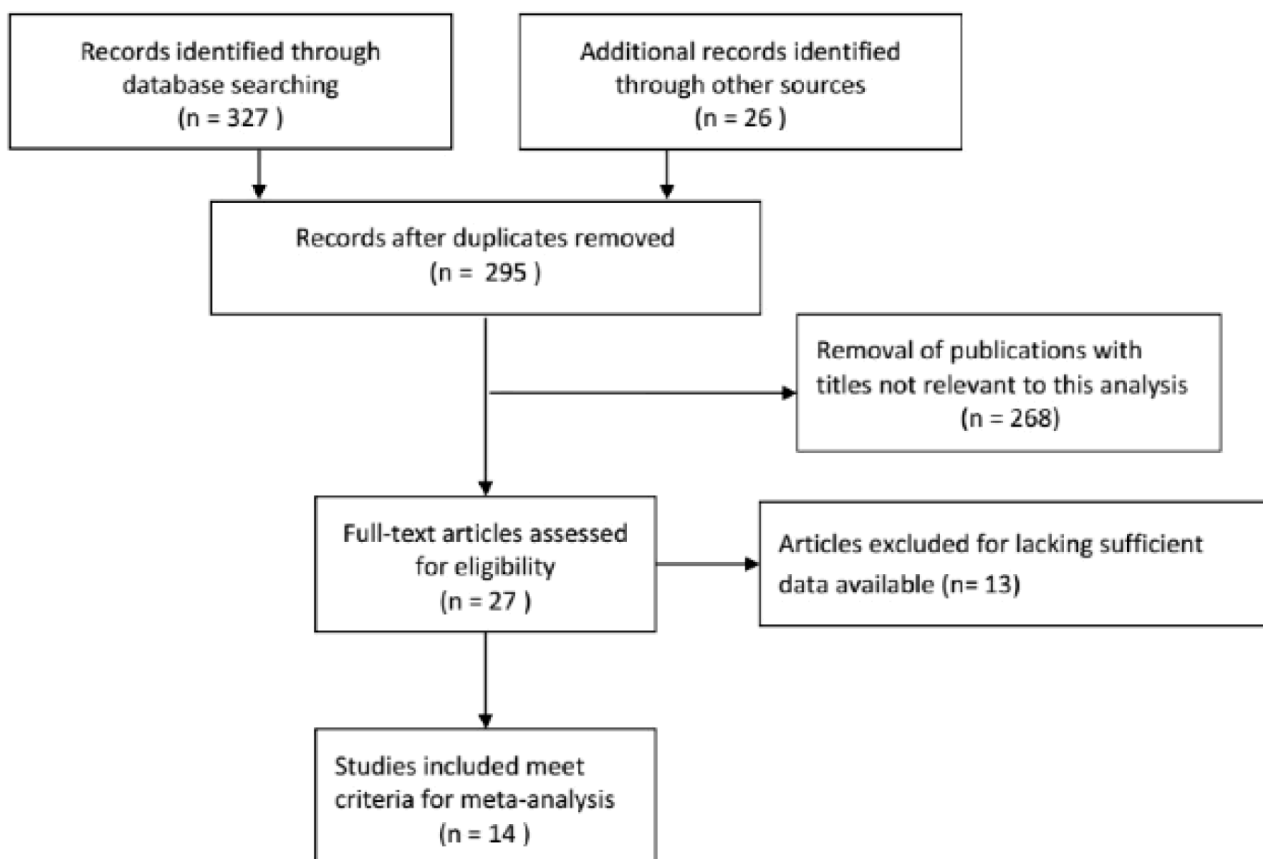 Records identified through
database searching
(n = 327 )
Additional records identified
through other sources
(n = 26 )
Records after duplicates removed
(n =  295 )
Removal of publications with
titles not relevant to this analysis
(n = 268)
Full-text articles assessed
for eligibility
(n = 27 )
Articles excluded for lacking sufficient
data available (n= 13)
Studies included meet
criteria for meta-analysis
(n = 14 )